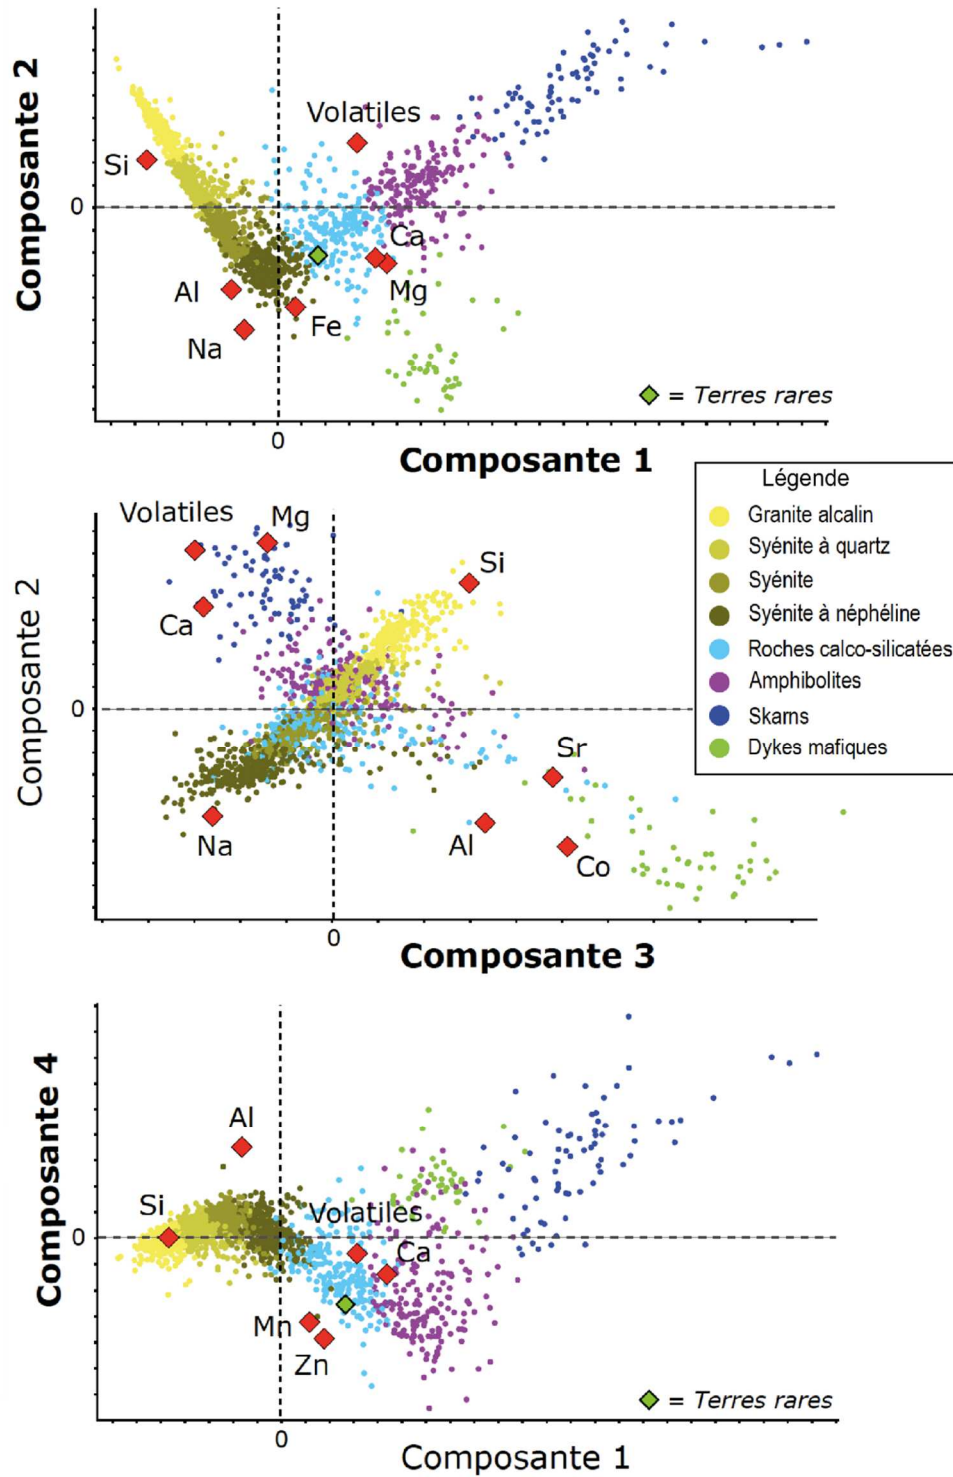 Composante 2
Volatiles
Si
0
Ca
Al
Mg
Na
Fe
= Terres rares
0
Composante 1
Légende
Granite alcalin
Syénite à quartz
Syénite
Syénite à néphéline
Roches calco-silicatées
Amphibolites
Skarns
Dykes mafiques
Composante 2
Volatiles
Mg
Si
Ca
0
Sr
Na
Al
Co
0
Composante 3
Composante 4
Al
Si
Volatiles
0
Ca
Mn
Zn
= Terres rares
0
Composante 1